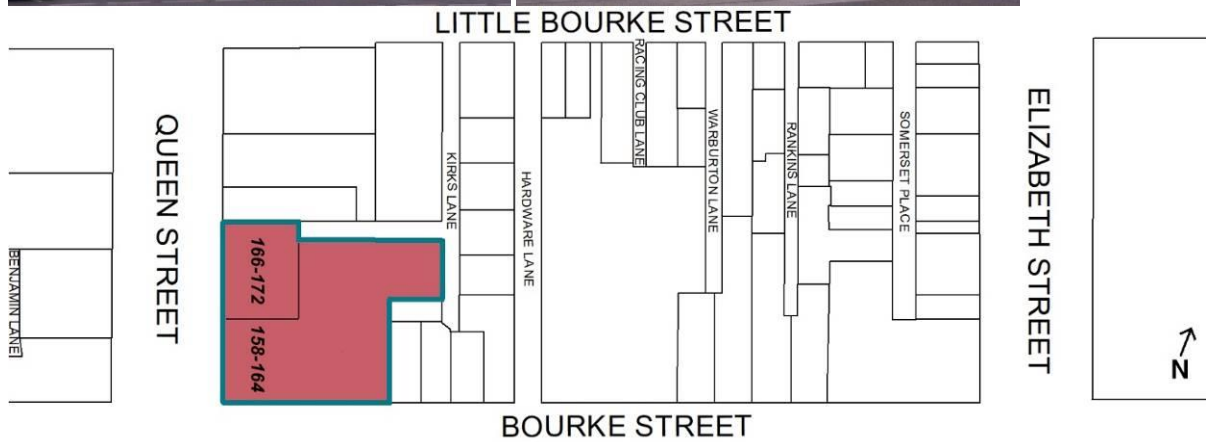 LITTLE BOURKE STREET
QUEEN STREET
BENJAMIN LANE
166-172
158-164
KIRKS LANE
HARDWARE LANE
RACING CLUB LANE
WARBURTON LANE
RANKINS LANE
SOMERSET PLACE
ELIZABETH STREET
N
BOURKE STREET